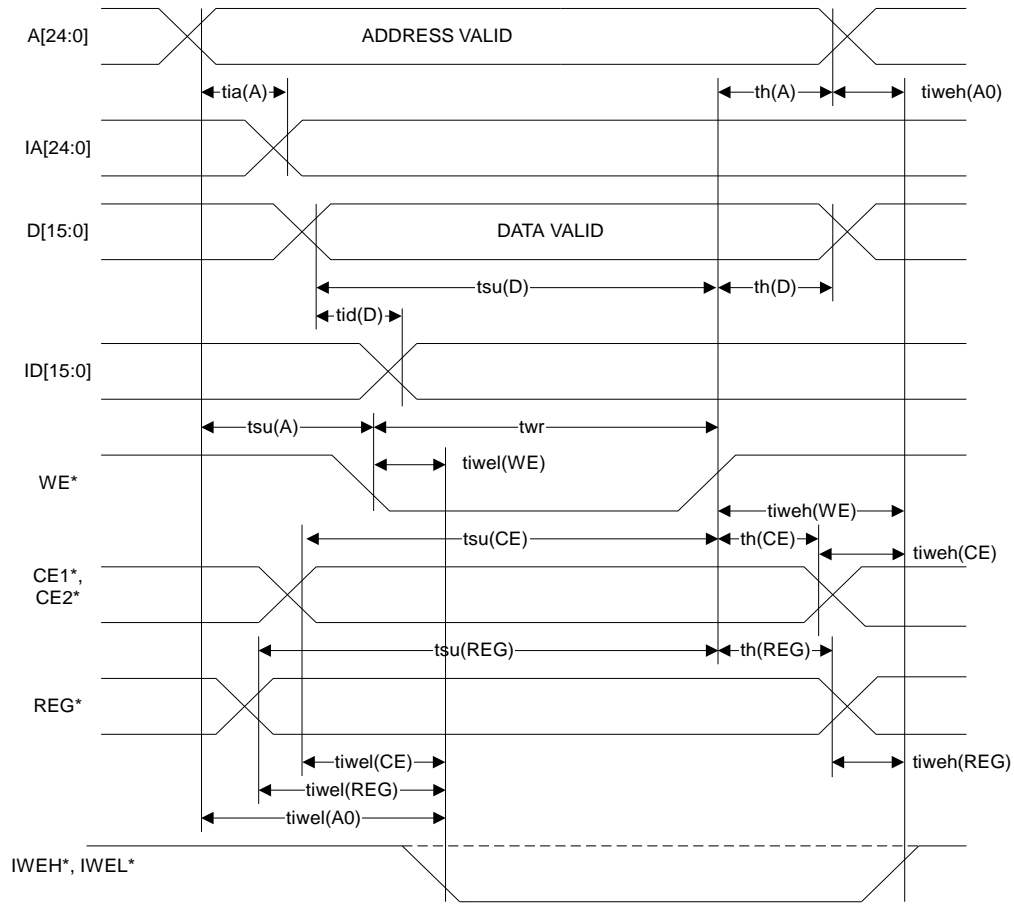 A[24:0]
ADDRESS VALID
tia(A)
th(A)
tiweh(A0)
IA[24:0]
D[15:0]
DATA VALID
tsu(D)
th(D)
tid(D)
ID[15:0]
tsu(A)
twr
tiwel(WE)
WE*
tiweh(WE)
tsu(CE)
th(CE)
tiweh(CE)
CE1*,
CE2*
tsu(REG)
th(REG)
REG*
tiwel(CE)
tiweh(REG)
tiwel(REG)
tiwel(A0)
IWEH*, IWEL*